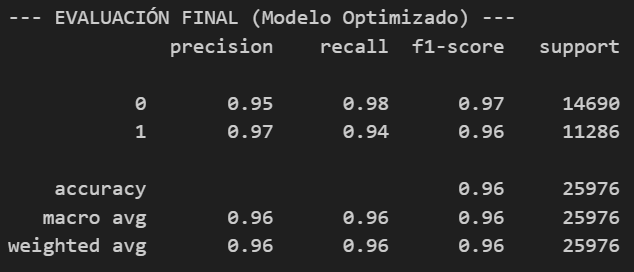 --- EVALUACIÓN FINAL (Modelo Optimizado) ---
precision recall f1-score support
0 0.95 0.98 0.97 14690
1 0.97 0.94 0.96 11286
accuracy 0.96 25976
macro avg 0.96 0.96 0.96 25976
weighted avg 0.96 0.96 0.96 25976